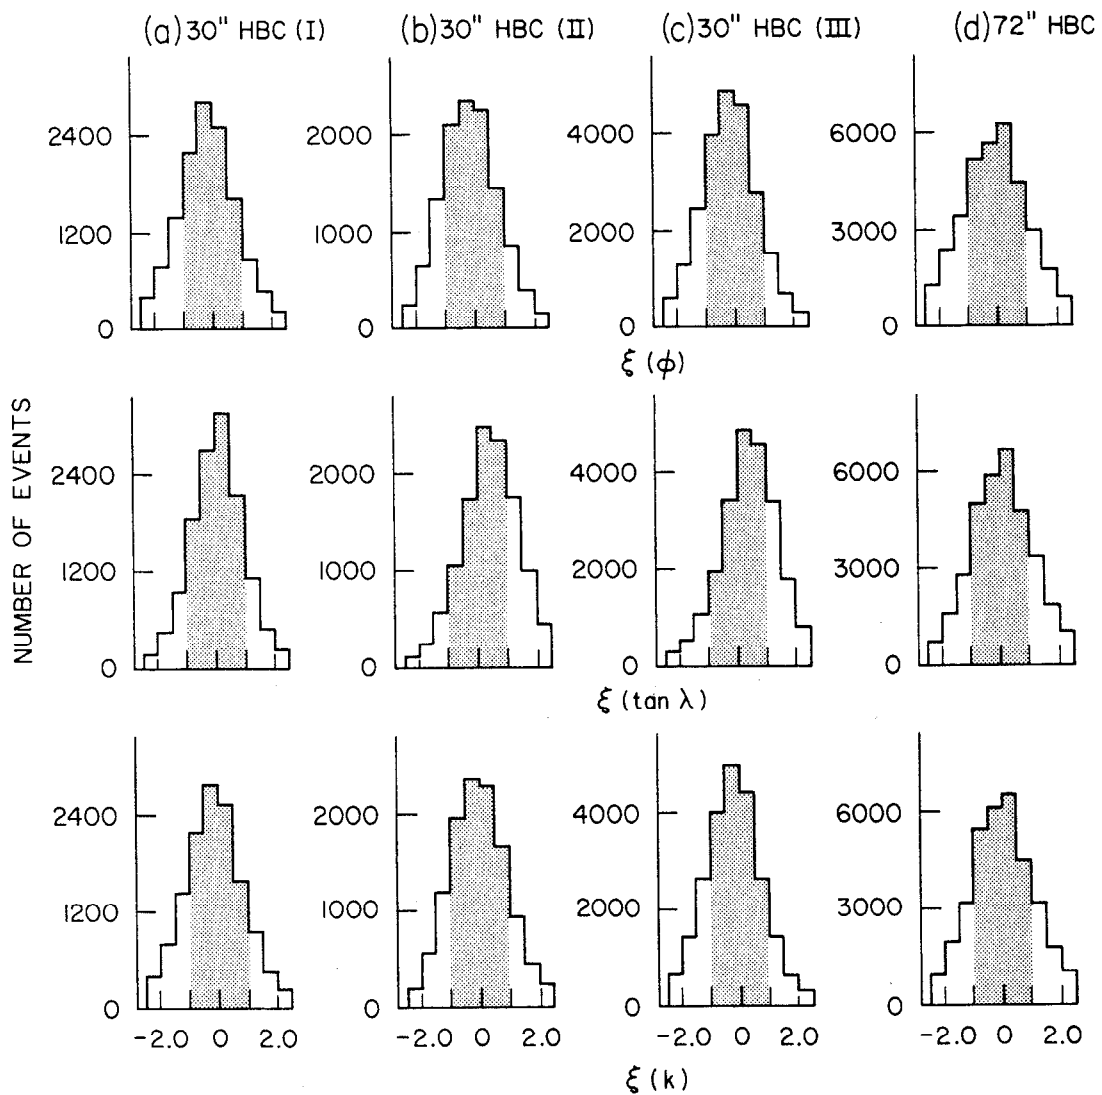 (a) 30" HBC (I) (b) 30" HBC (II) (c) 30" HBC (III) (d) 72" HBC
2400 2000 4000 6000
1200 1000 2000 3000
0 0 0 0
ξ (ϕ)
NUMBER OF EVENTS
2400 2000 4000 6000
1200 1000 2000 3000
0 0 0 0
ξ (tan λ)
2400 2000 4000 6000
1200 1000 2000 3000
0 0 0 0
-2.0 0 2.0 -2.0 0 2.0 -2.0 0 2.0 -2.0 0 2.0
ξ (k)